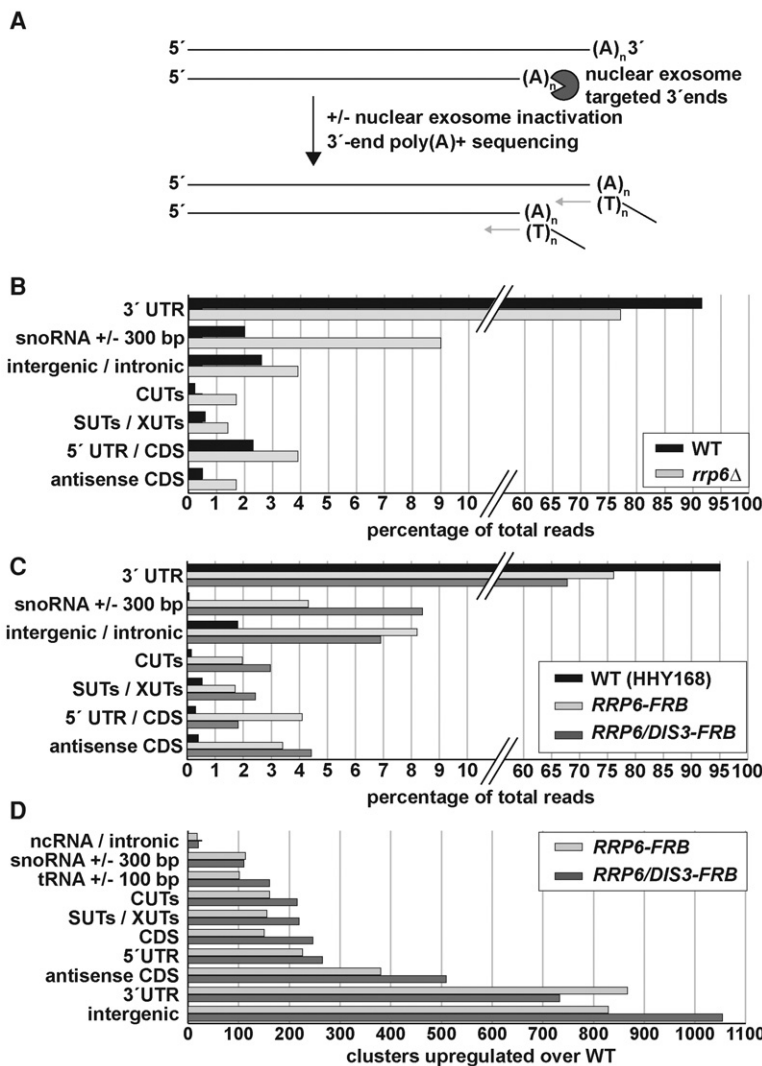 A
5´ (A)n3´
5´ (A)n nuclear exosome
targeted 3´ends
+/- nuclear exosome inactivation
3´-end poly(A)+ sequencing
5´ (A)n
(T)n
5´ (A)n
(T)n
B
3´ UTR
snoRNA +/- 300 bp
intergenic / intronic
CUTs
SUTs / XUTs
5´ UTR / CDS
antisense CDS
WT
rrp6Δ
0 1 2 3 4 5 6 7 8 9 10 60 65 70 75 80 85 90 95 100
percentage of total reads
C
3´ UTR
snoRNA +/- 300 bp
intergenic / intronic
CUTs
SUTs / XUTs
5´ UTR / CDS
antisense CDS
WT (HHY168)
RRP6-FRB
RRP6/DIS3-FRB
0 1 2 3 4 5 6 7 8 9 10 60 65 70 75 80 85 90 95 100
percentage of total reads
D
ncRNA / intronic
snoRNA +/- 300 bp
tRNA +/- 100 bp
CUTs
SUTs / XUTs
CDS
5´UTR
antisense CDS
3´UTR
intergenic
RRP6-FRB
RRP6/DIS3-FRB
0 100 200 300 400 500 600 700 800 900 1000 1100
clusters upregulated over WT